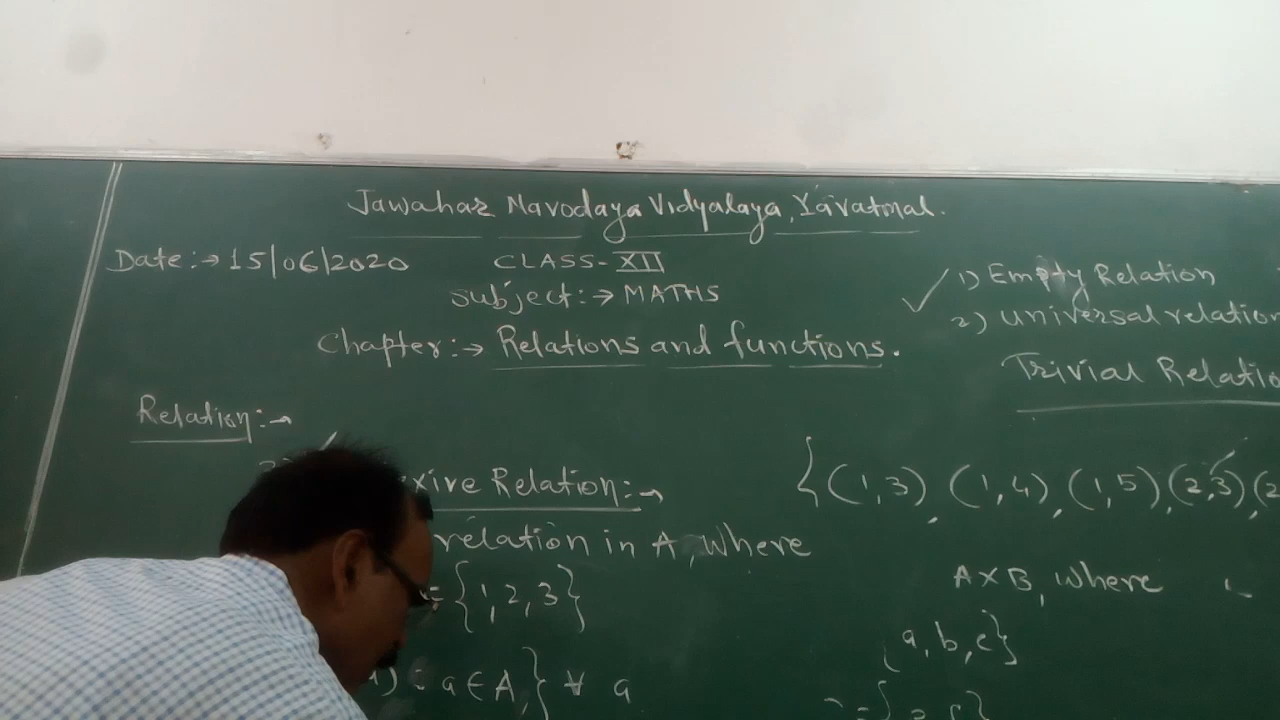 Jawahar Navodaya Vidyalaya, Yavatmal.
Date:→ 15/06/2020
CLASS-XII
Subject:→ MATHS
Chapter:→ Relations and functions.
1) Empty Relation
2) Universal relation
Trivial Relatio
Relation:→
xive Relation:→
relation in A, where
= {1, 2, 3}
) : a ∈ A, } ∀ a
{(1,3), (1,4), (1,5), (2,3), (2
A×B, where
{a, b, c}